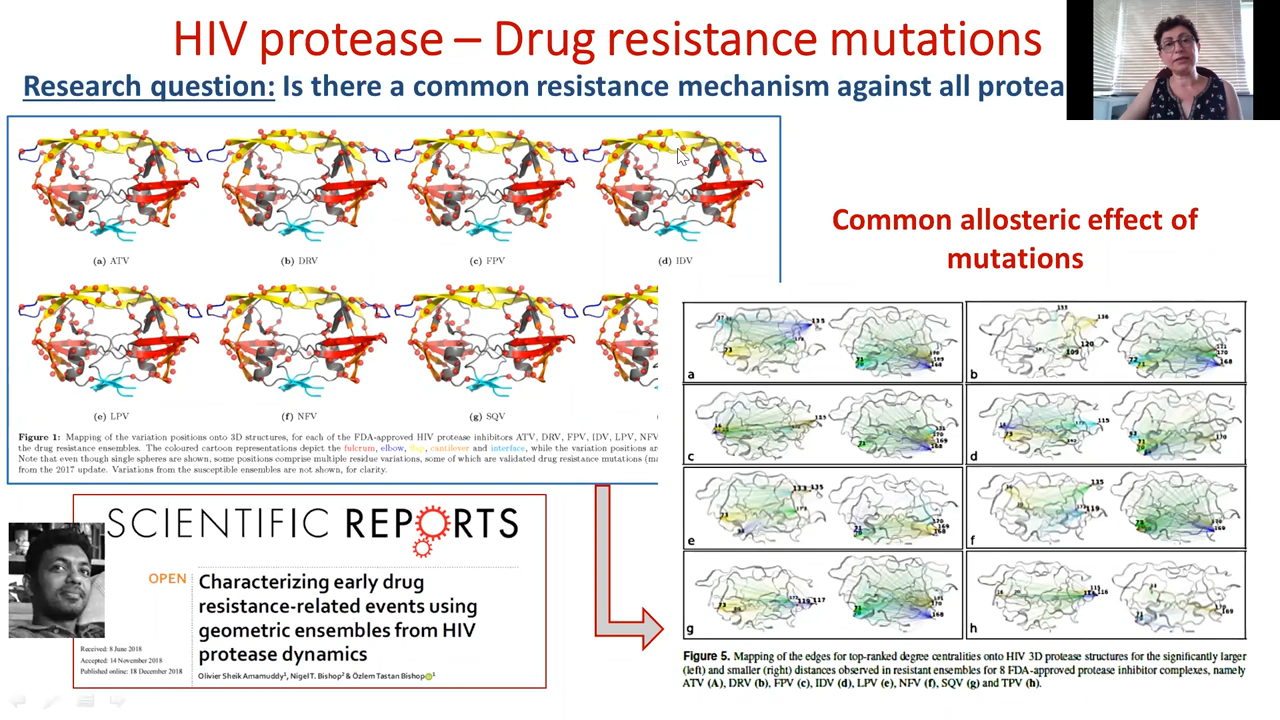 HIV protease – Drug resistance mutations
Research question: Is there a common resistance mechanism against all protea
(a) ATV
(b) DRV
(c) FPV
(d) IDV
(e) LPV
(f) NFV
(g) SQV
Figure 1: Mapping of the variation positions onto 3D structures, for each of the FDA-approved HIV protease inhibitors ATV, DRV, FPV, IDV, LPV, NFV
the drug resistance ensembles. The coloured cartoon representations depict the fulcrum, elbow, flap, cantilever and interface, while the variation positions are
Note that even though single spheres are shown, some positions comprise multiple residue variations, some of which are validated drug resistance mutations
from the 2017 update. Variations from the susceptible ensembles are not shown, for clarity.
Common allosteric effect of
mutations
a
b
c
d
e
f
g
h
Figure 5. Mapping of the edges for top-ranked degree centralities onto HIV 3D protease structures for the significantly larger
(left) and smaller (right) distances observed in resistant ensembles for 8 FDA-approved protease inhibitor complexes, namely
ATV (A), DRV (b), FPV (c), IDV (d), LPV (e), NFV (f), SQV (g) and TPV (h).
SCIENTIFIC REPORTS
OPEN
Characterizing early drug
resistance-related events using
geometric ensembles from HIV
protease dynamics
Received: 8 June 2018
Accepted: 14 November 2018
Published online: 18 December 2018
Olivier Sheik Amamuddy1, Nigel T. Bishop2 & Özlem Tastan Bishop1